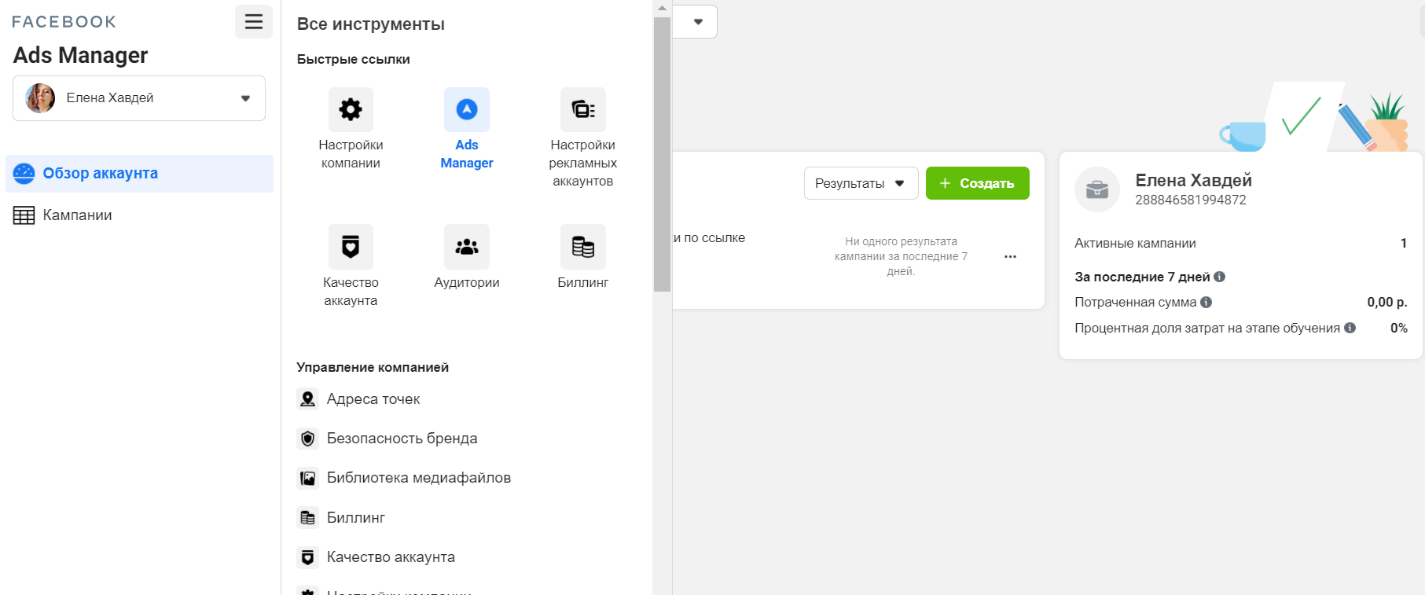 FACEBOOK
Ads Manager
Елена Хавдей
Обзор аккаунта
Кампании
Все инструменты
Быстрые ссылки
Настройки
компании
Ads
Manager
Настройки
рекламных
аккаунтов
Качество
аккаунта
Аудитории
Биллинг
Управление компанией
Адреса точек
Безопасность бренда
Библиотека медиафайлов
Биллинг
Качество аккаунта
Настройки компании
Результаты
+ Создать
по ссылке
Ни одного результата
кампании за последние 7
дней.
Елена Хавдей
288846581994872
Активные кампании 1
За последние 7 дней
Потраченная сумма 0,00 р.
Процентная доля затрат на этапе обучения 0%